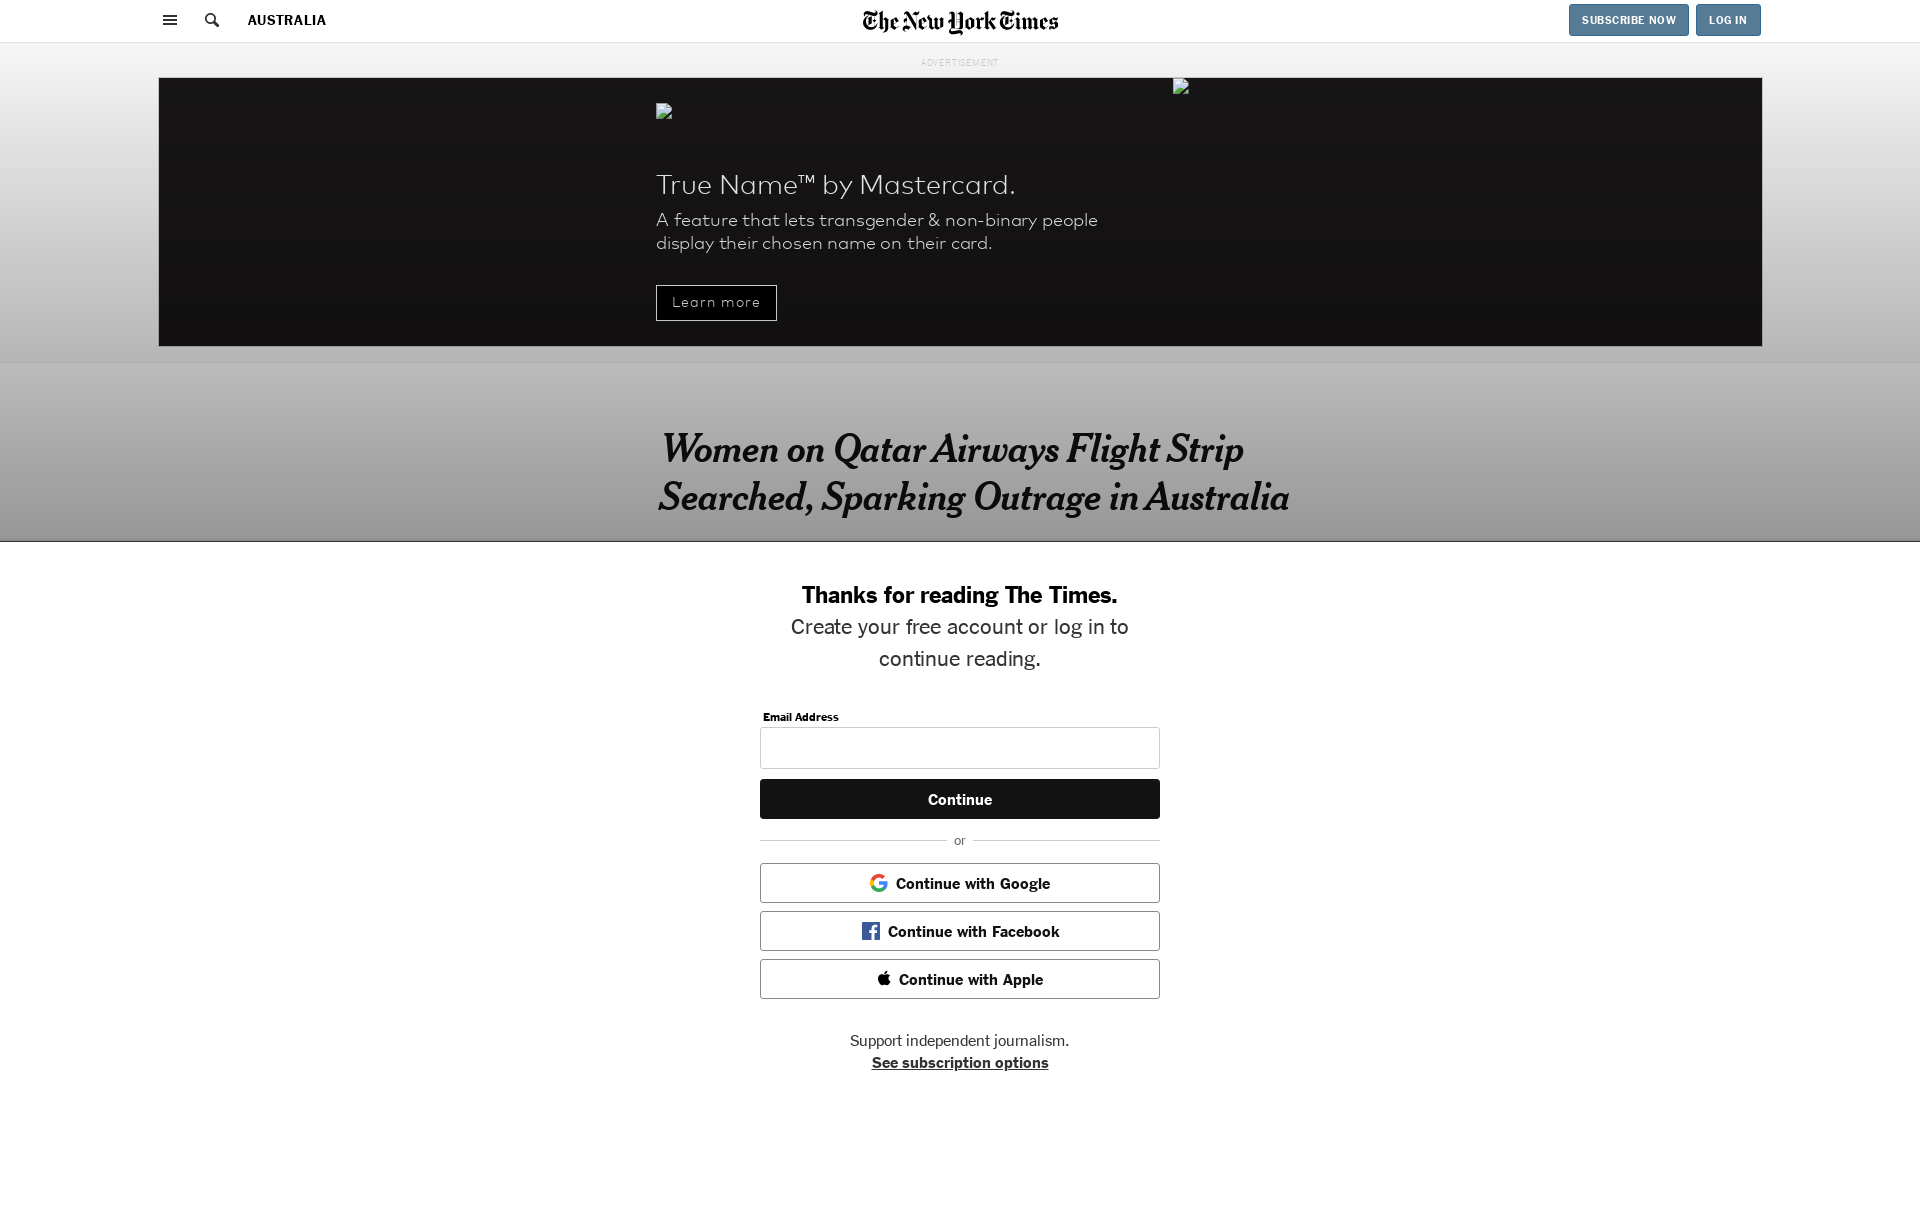 AUSTRALIA
The New York Times
SUBSCRIBE NOW
LOG IN
ADVERTISEMENT
True Name™ by Mastercard.
A feature that lets transgender & non-binary people
display their chosen name on their card.
Learn more
Women on Qatar Airways Flight Strip
Searched, Sparking Outrage in Australia
Thanks for reading The Times.
Create your free account or log in to
continue reading.
Email Address
Continue
or
Continue with Google
Continue with Facebook
Continue with Apple
Support independent journalism.
See subscription options